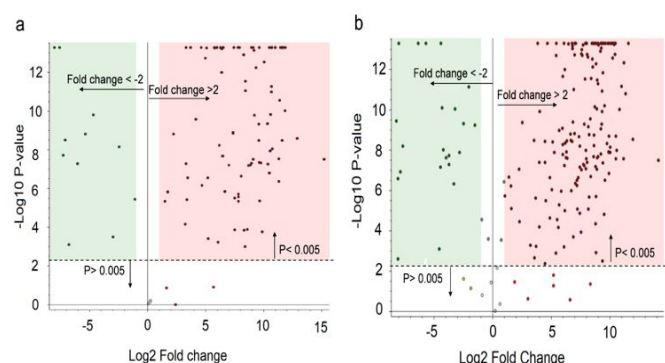 a
12
10
8
6
4
2
0
-Log10 P-value
Fold change < -2
Fold change >2
P< 0.005
P> 0.005
-5
0
5
10
15
Log2 Fold change
b
12
10
8
6
4
2
0
-Log10 P-value
Fold change <-2
Fold change >2
P< 0.005
P> 0.005
-5
0
5
10
Log2 Fold Change